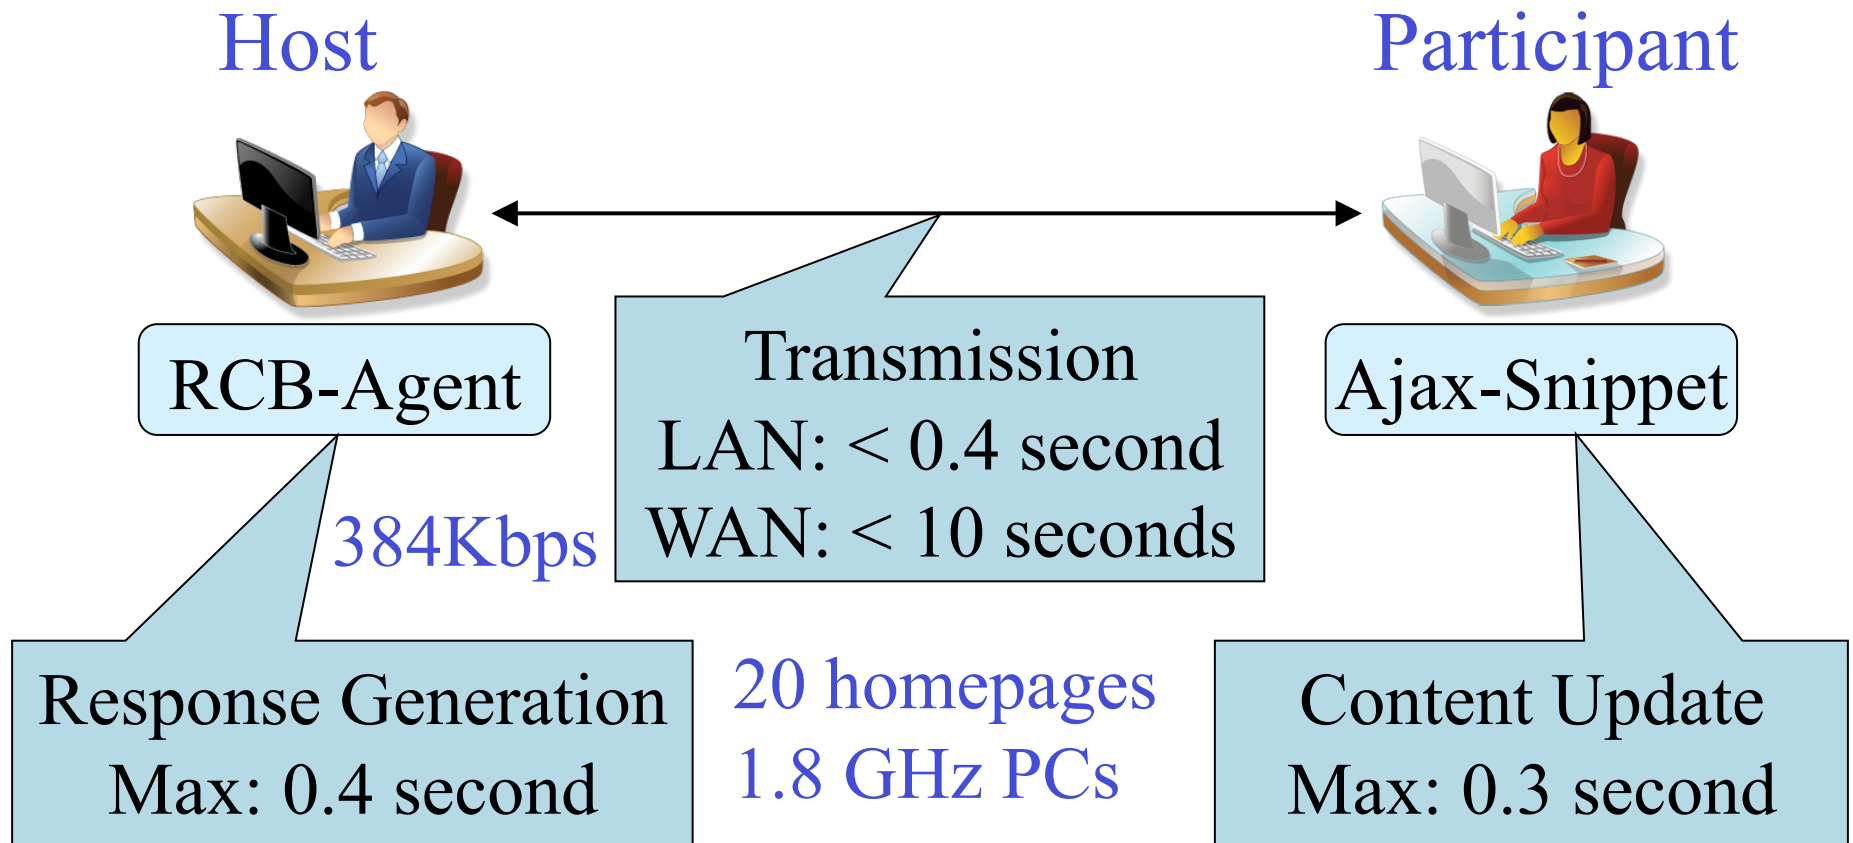 Host
Participant
RCB-Agent
Transmission
LAN: < 0.4 second
WAN: < 10 seconds
Ajax-Snippet
384Kbps
Response Generation
Max: 0.4 second
20 homepages
1.8 GHz PCs
Content Update
Max: 0.3 second